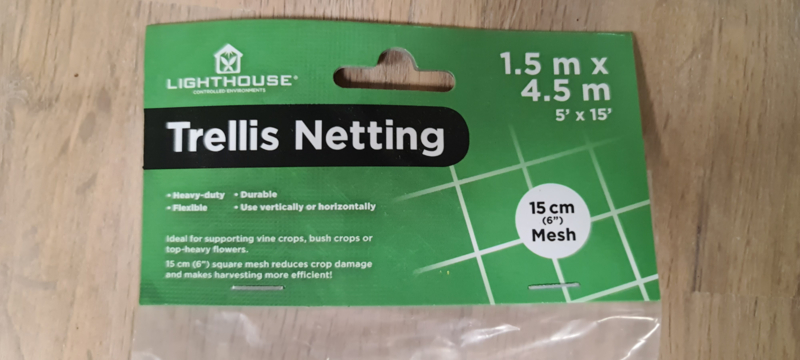 LIGHTHOUSE®
CONTROLLED ENVIRONMENTS
1.5 m x
4.5 m
5' x 15'
Trellis Netting
• Heavy-duty • Durable
• Flexible • Use vertically or horizontally
Ideal for supporting vine crops, bush crops or
top-heavy flowers.
15 cm (6") square mesh reduces crop damage
and makes harvesting more efficient!
15 cm
(6")
Mesh